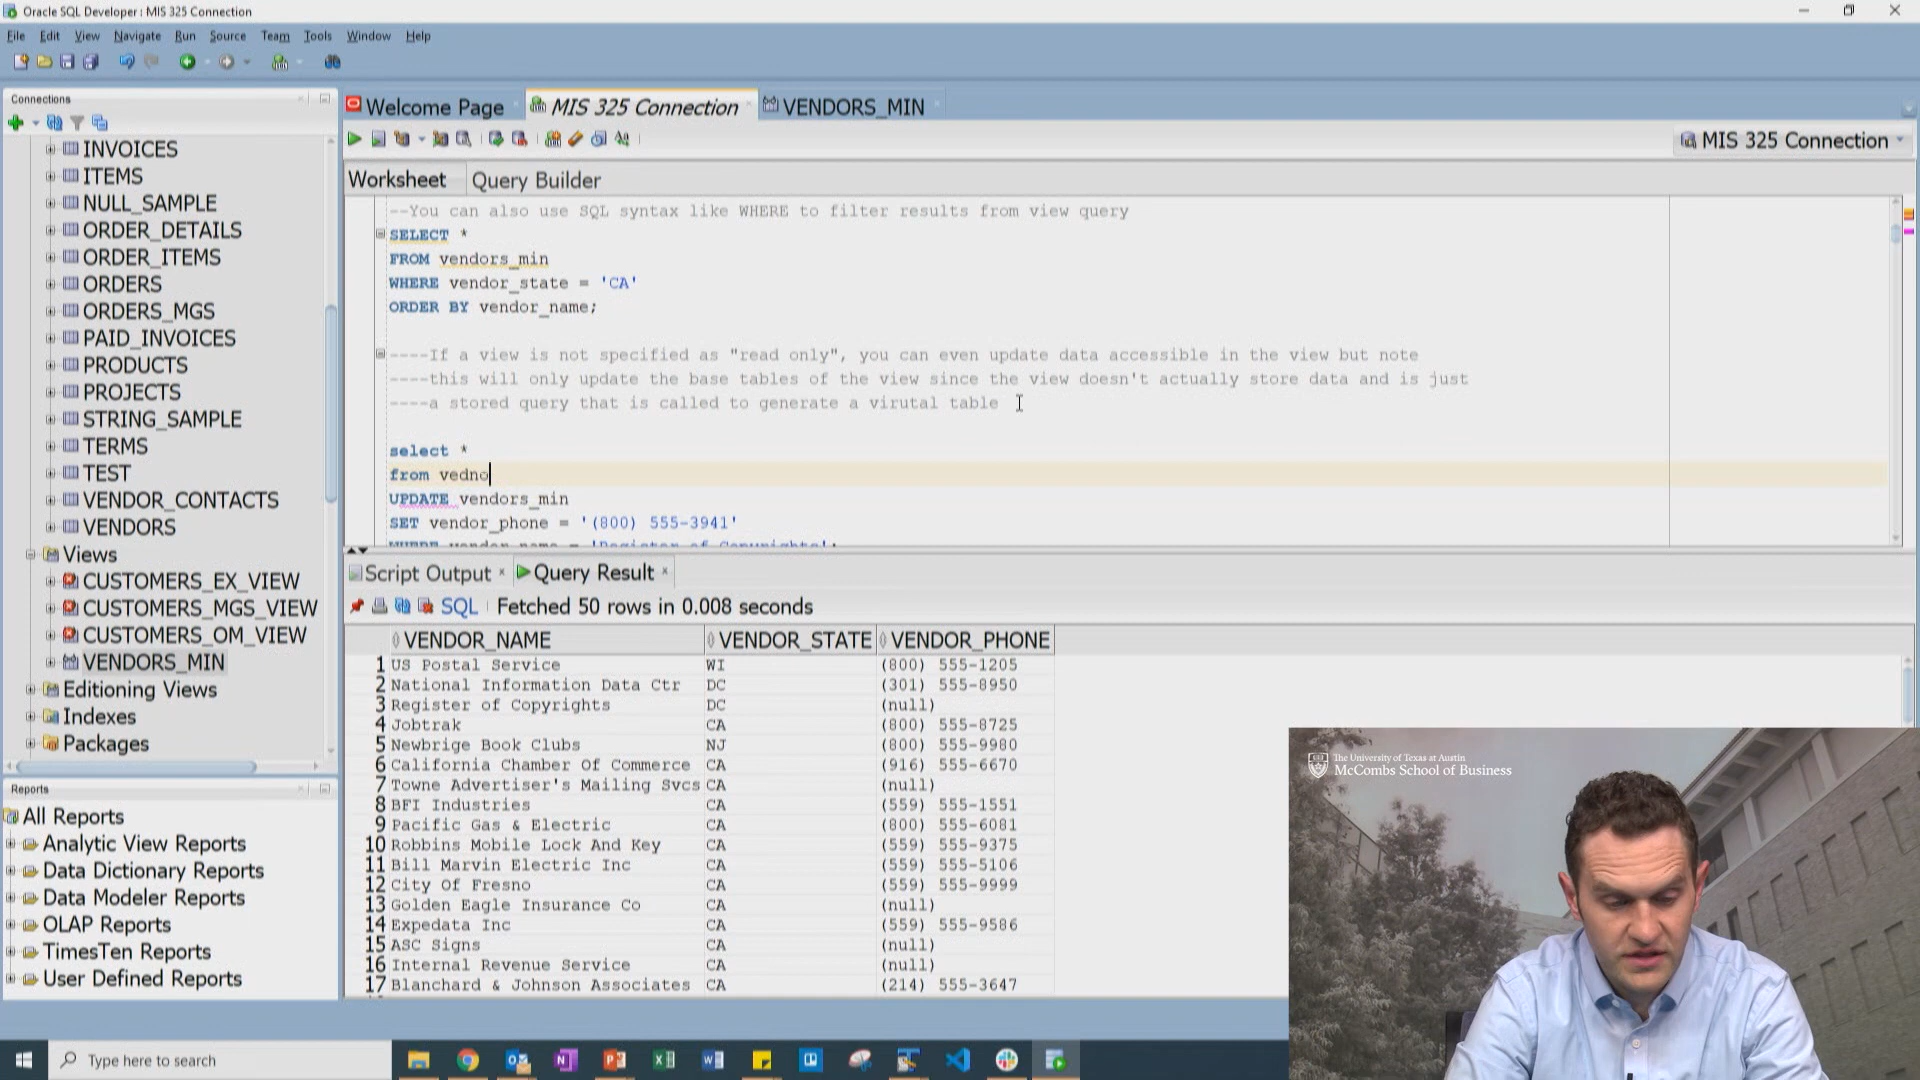 Oracle SQL Developer : MIS 325 Connection
File Edit View Navigate Run Source Team Tools Window Help
Connections
INVOICES
ITEMS
NULL_SAMPLE
ORDER_DETAILS
ORDER_ITEMS
ORDERS
ORDERS_MGS
PAID_INVOICES
PRODUCTS
PROJECTS
STRING_SAMPLE
TERMS
TEST
VENDOR_CONTACTS
VENDORS
Views
CUSTOMERS_EX_VIEW
CUSTOMERS_MGS_VIEW
CUSTOMERS_OM_VIEW
VENDORS_MIN
Editioning Views
Indexes
Packages
Reports
All Reports
Analytic View Reports
Data Dictionary Reports
Data Modeler Reports
OLAP Reports
TimesTen Reports
User Defined Reports
Welcome Page MIS 325 Connection VENDORS_MIN
MIS 325 Connection
Worksheet Query Builder
--You can also use SQL syntax like WHERE to filter results from view query
SELECT *
FROM vendors_min
WHERE vendor_state = 'CA'
ORDER BY vendor_name;
----If a view is not specified as "read only", you can even update data accessible in the view but note
----this will only update the base tables of the view since the view doesn't actually store data and is just
----a stored query that is called to generate a virutal table
select *
from vedno
UPDATE vendors_min
SET vendor_phone = '(800) 555-3941'
WHERE vendor_name = 'Register of Copyrights';
Script Output Query Result
SQL Fetched 50 rows in 0.008 seconds
VENDOR_NAME VENDOR_STATE VENDOR_PHONE
1 US Postal Service WI (800) 555-1205
2 National Information Data Ctr DC (301) 555-8950
3 Register of Copyrights DC (null)
4 Jobtrak CA (800) 555-8725
5 Newbrige Book Clubs NJ (800) 555-9980
6 California Chamber Of Commerce CA (916) 555-6670
7 Towne Advertiser's Mailing Svcs CA (null)
8 BFI Industries CA (559) 555-1551
9 Pacific Gas & Electric CA (800) 555-6081
10 Robbins Mobile Lock And Key CA (559) 555-9375
11 Bill Marvin Electric Inc CA (559) 555-5106
12 City Of Fresno CA (559) 555-9999
13 Golden Eagle Insurance Co CA (null)
14 Expedata Inc CA (559) 555-9586
15 ASC Signs CA (null)
16 Internal Revenue Service CA (null)
17 Blanchard & Johnson Associates CA (214) 555-3647
The University of Texas at Austin
McCombs School of Business
Type here to search